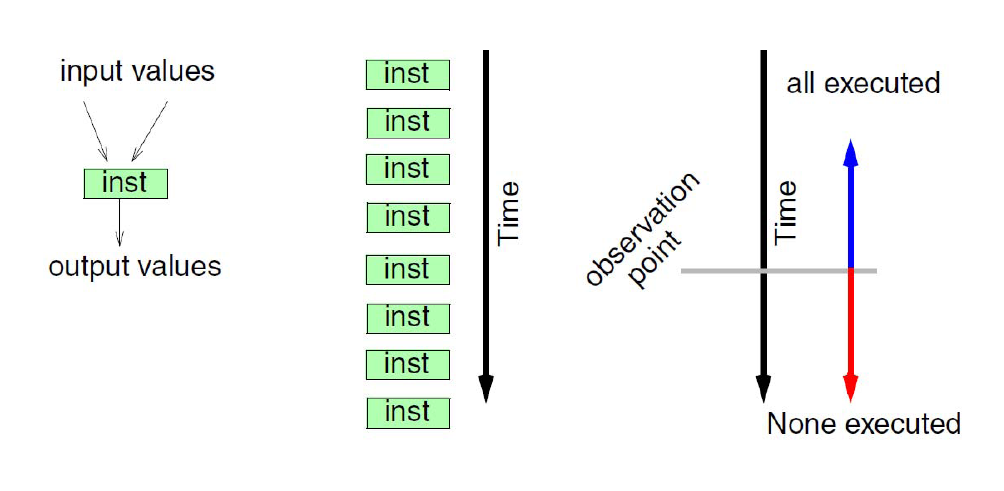 input values
inst
output values
inst
inst
inst
inst
inst
inst
inst
inst
Time
observation
point
Time
all executed
None executed